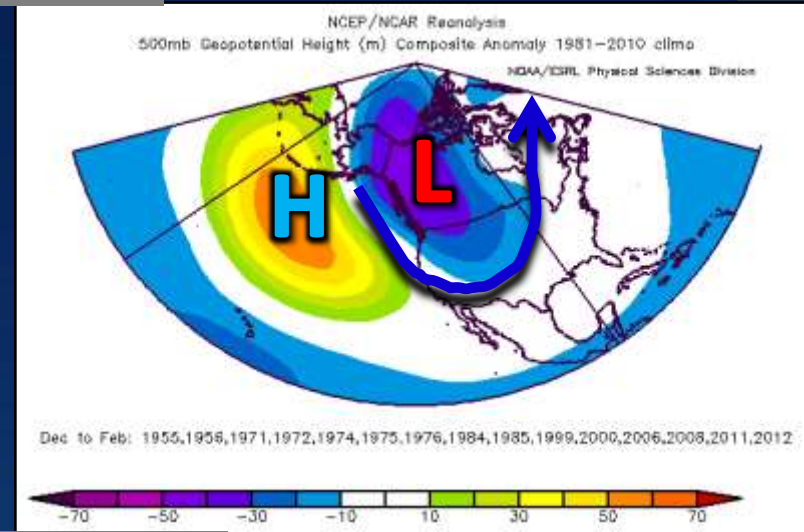 NCEP/NCAR Reanalysis
500mb Geopotential Height (m) Composite Anomaly 1981–2010 climo
NOAA/ESRL Physical Sciences Division
H
L
Dec to Feb: 1955,1956,1971,1972,1974,1975,1976,1984,1985,1999,2000,2006,2008,2011,2012
−70 −50 −30 −10 10 30 50 70